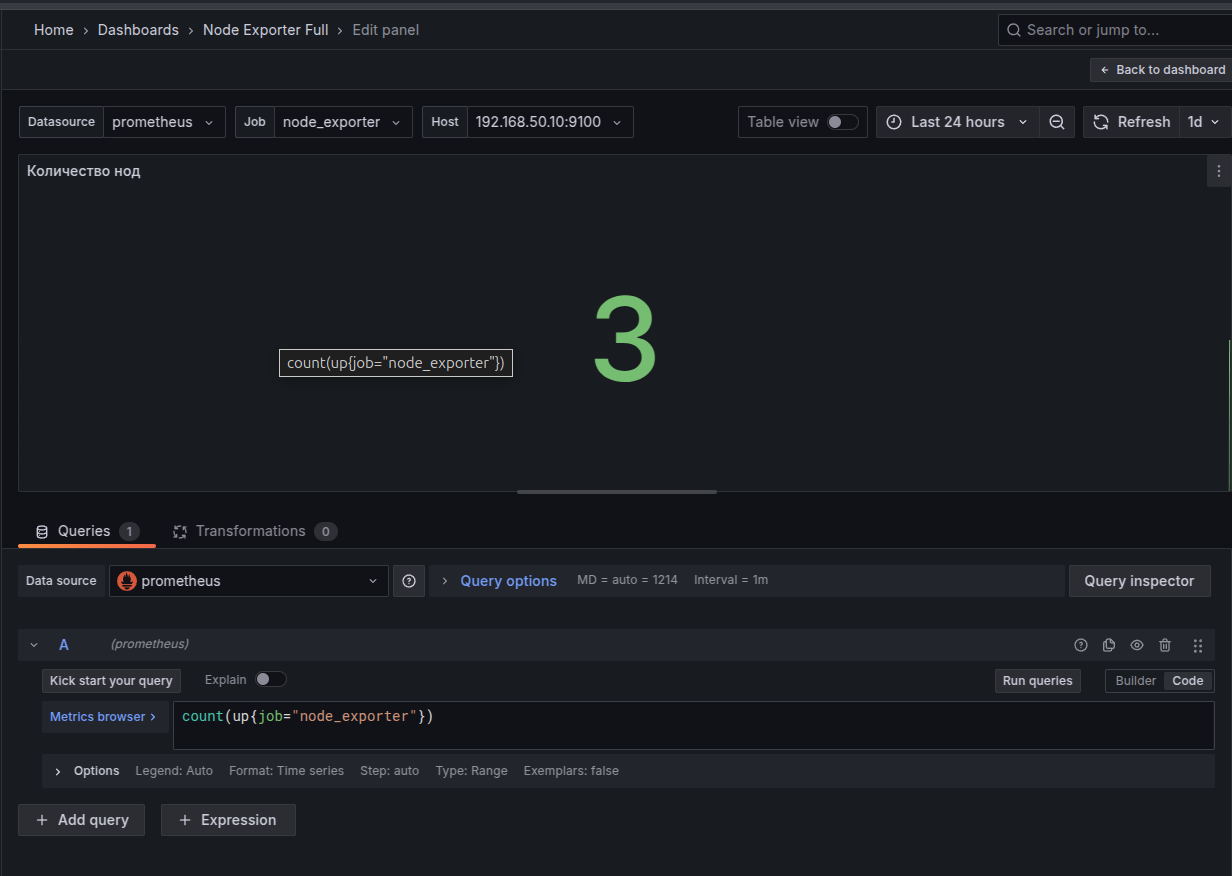 Home › Dashboards › Node Exporter Full › Edit panel
Search or jump to...
Back to dashboard
Datasource prometheus Job node_exporter Host 192.168.50.10:9100 Table view Last 24 hours Refresh 1d
Количество нод
3
count(up{job="node_exporter"})
Queries 1 Transformations 0
Data source prometheus Query options MD = auto = 1214 Interval = 1m Query inspector
A (prometheus)
Kick start your query Explain Run queries Builder Code
Metrics browser > count(up{job="node_exporter"})
Options Legend: Auto Format: Time series Step: auto Type: Range Exemplars: false
+ Add query + Expression